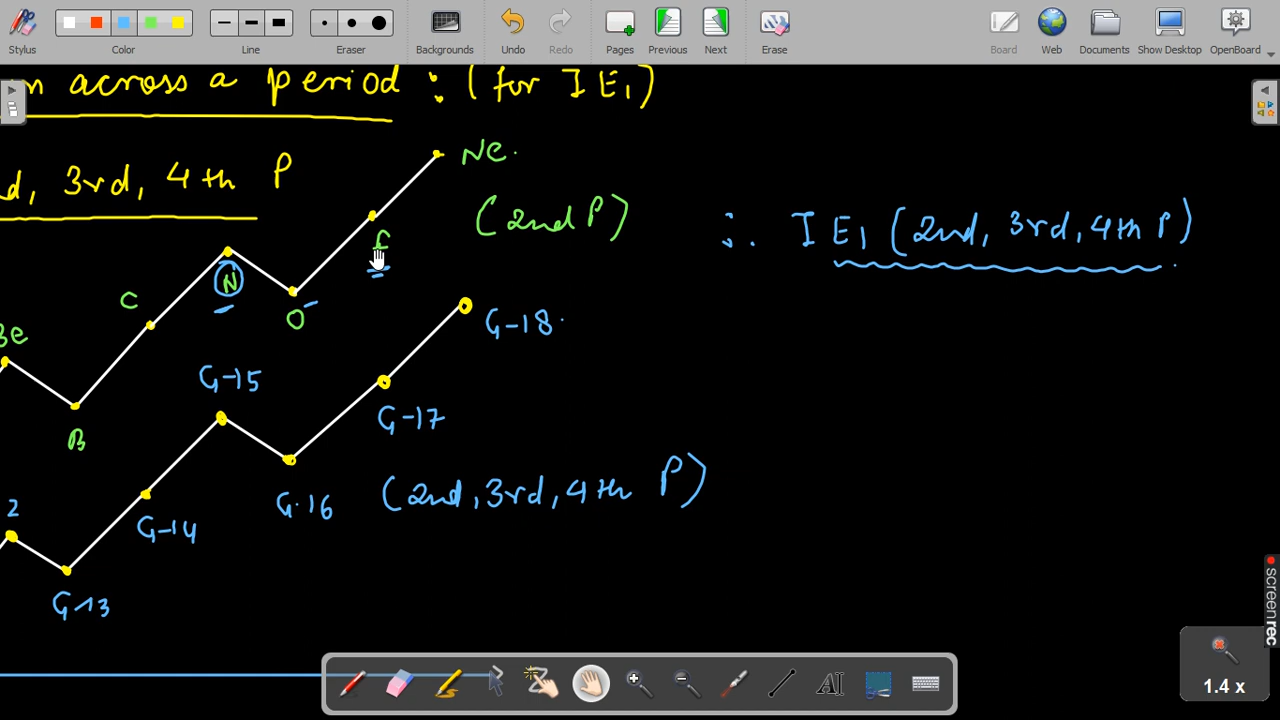 Stylus
Color
Line
Eraser
Backgrounds
Undo
Redo
Pages
Previous
Next
Erase
Board
Web
Documents
Show Desktop
OpenBoard
n across a period : (for IE₁)
d, 3rd, 4th P
Ne.
(2nd P)
∴ IE₁ (2nd, 3rd, 4th P)
F
N
C
O
Be
B
G-18.
G-15
G-17
G-16
(2nd, 3rd, 4th P)
2
G-14
G-13
screenrec
1.4 x